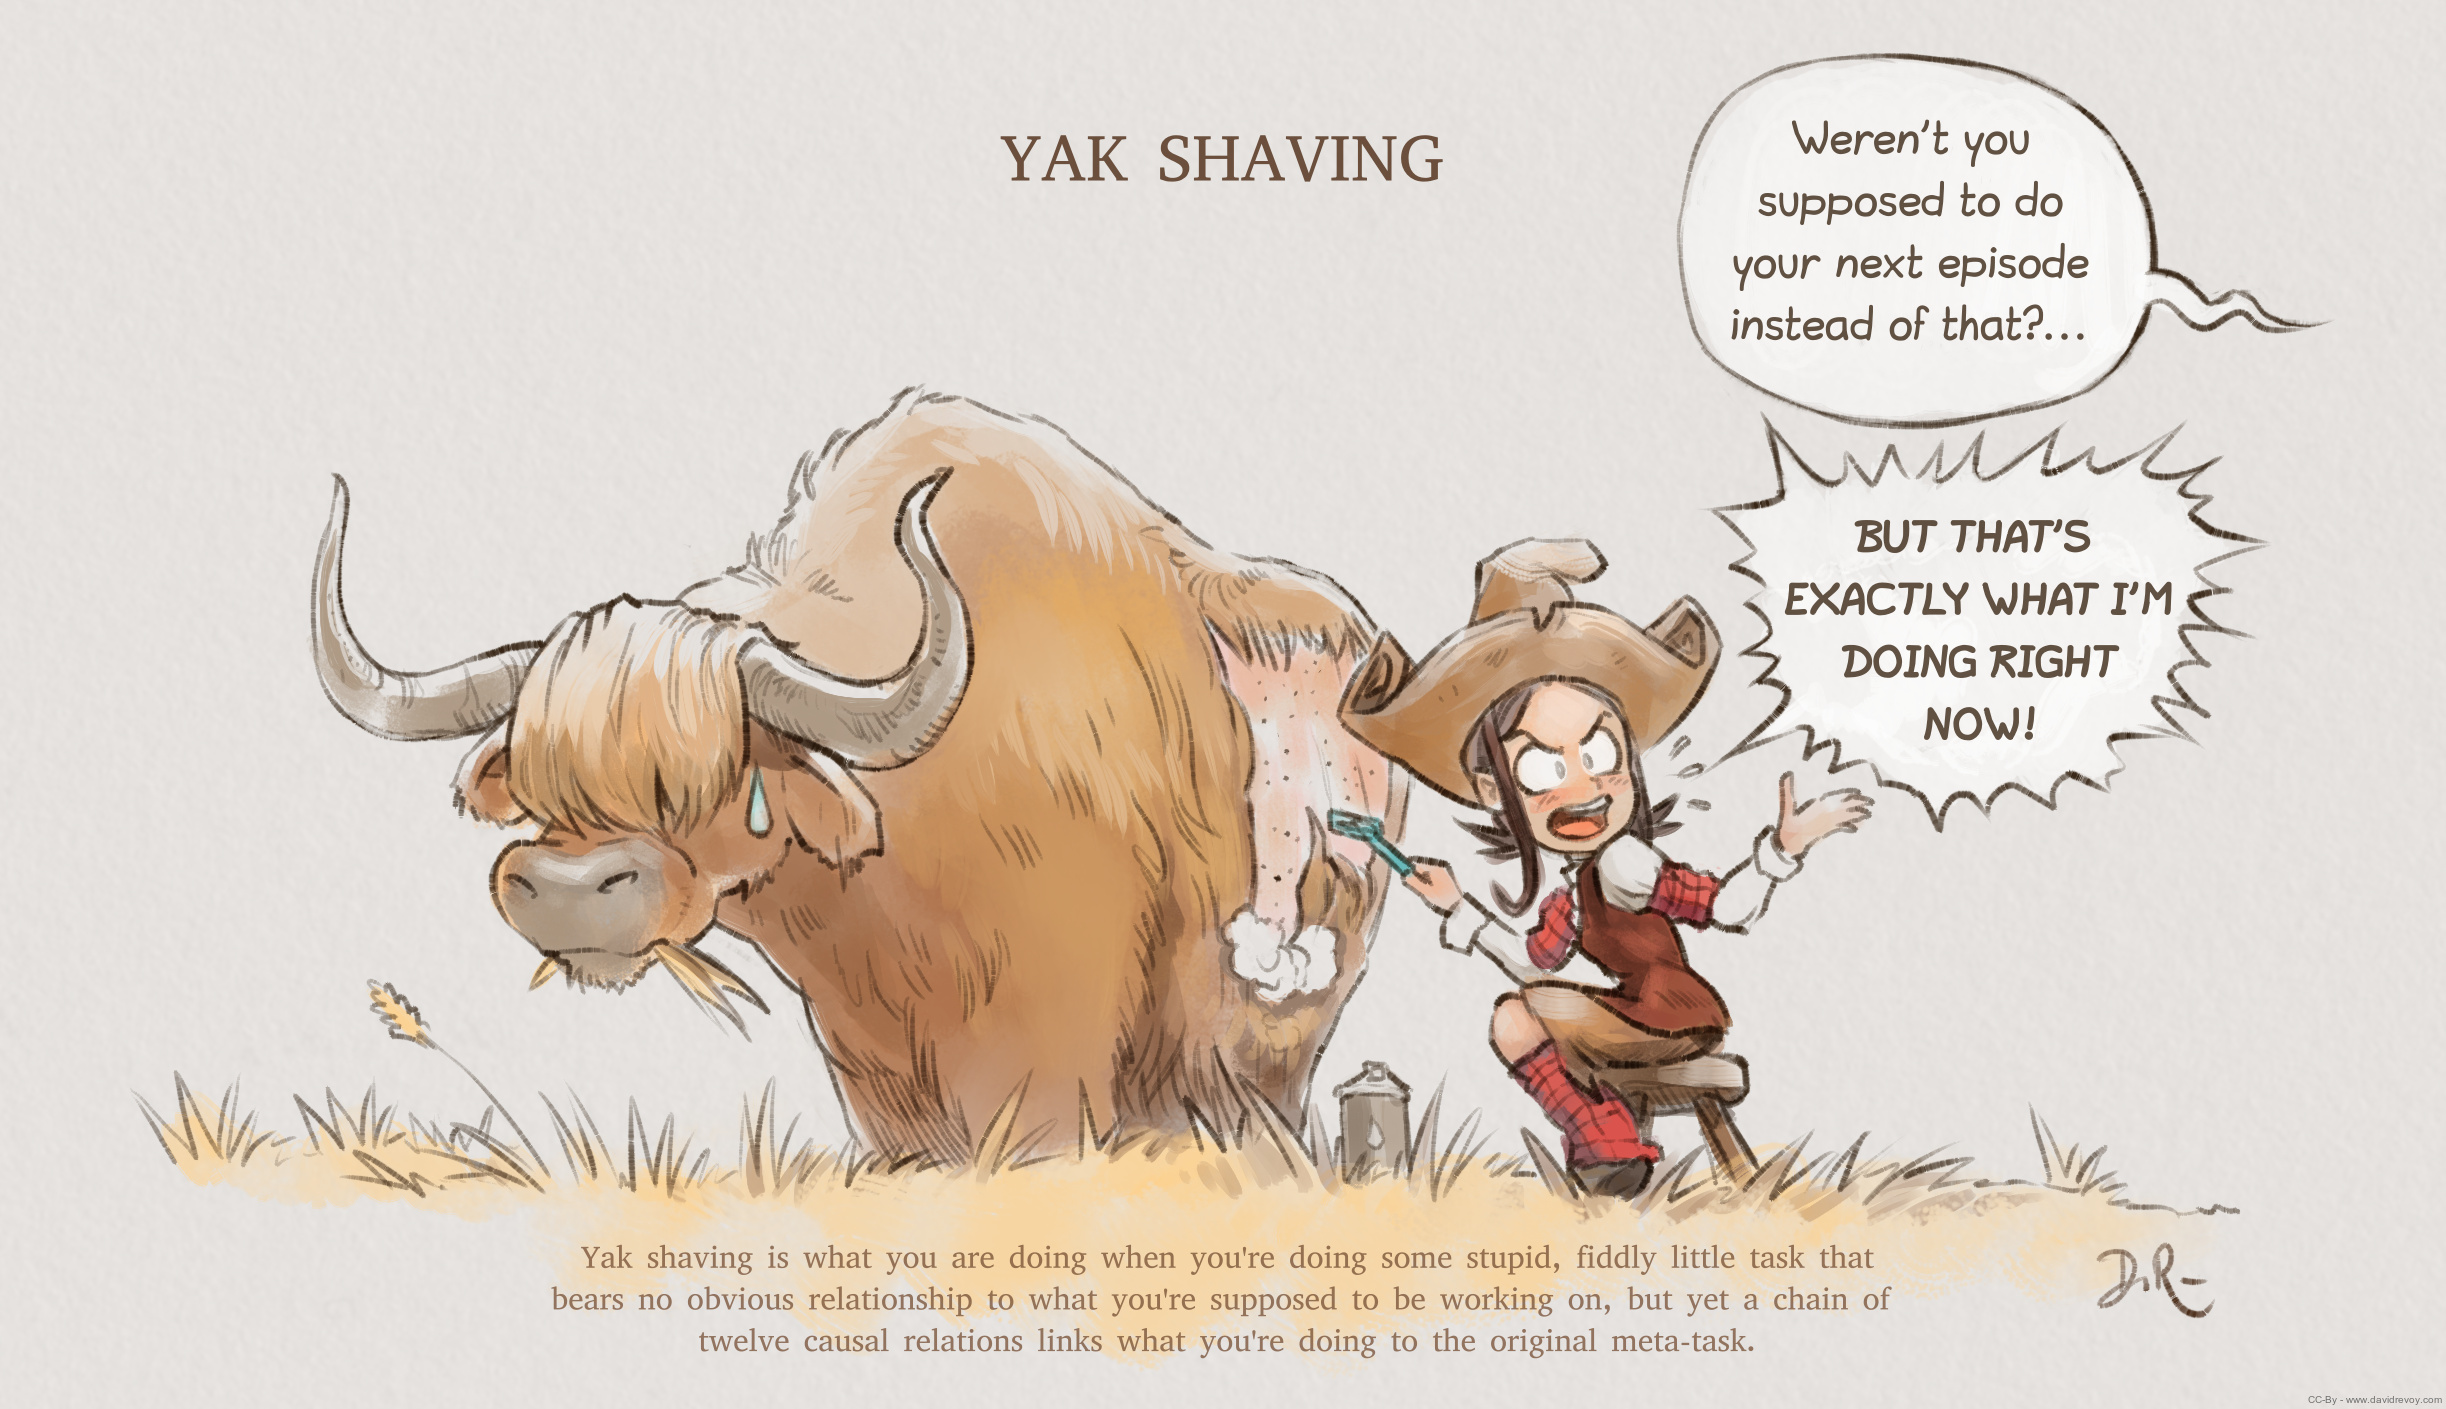 YAK SHAVING
Weren't you
supposed to do
your next episode
instead of that?...
BUT THAT'S
EXACTLY WHAT I'M
DOING RIGHT
NOW!
Yak shaving is what you are doing when you're doing some stupid, fiddly little task that
bears no obvious relationship to what you're supposed to be working on, but yet a chain of
twelve causal relations links what you're doing to the original meta-task.
D.R-
CC-By - www.davidrevoy.com